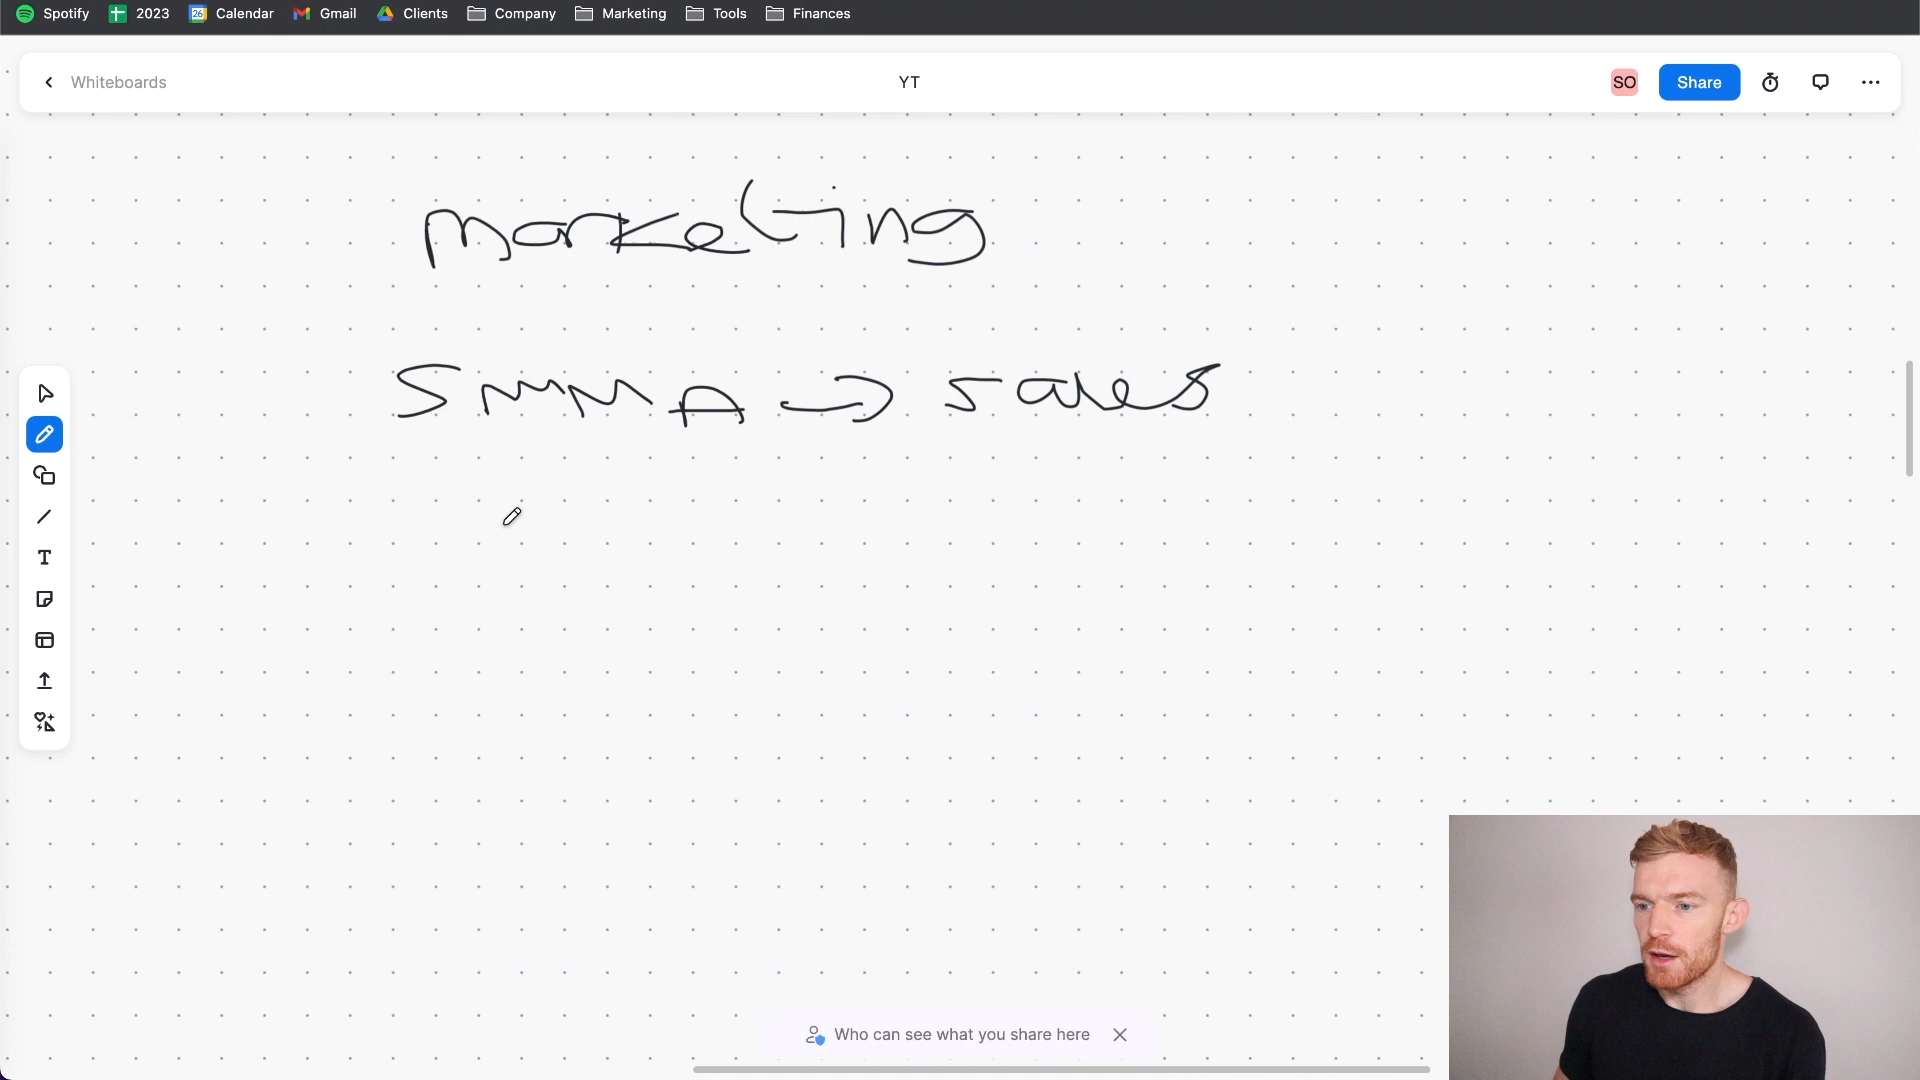 Spotify 2023 26 Calendar Gmail Clients Company Marketing Tools Finances
Whiteboards YT SO Share
Marketing
SMMA → sales
T
Who can see what you share here